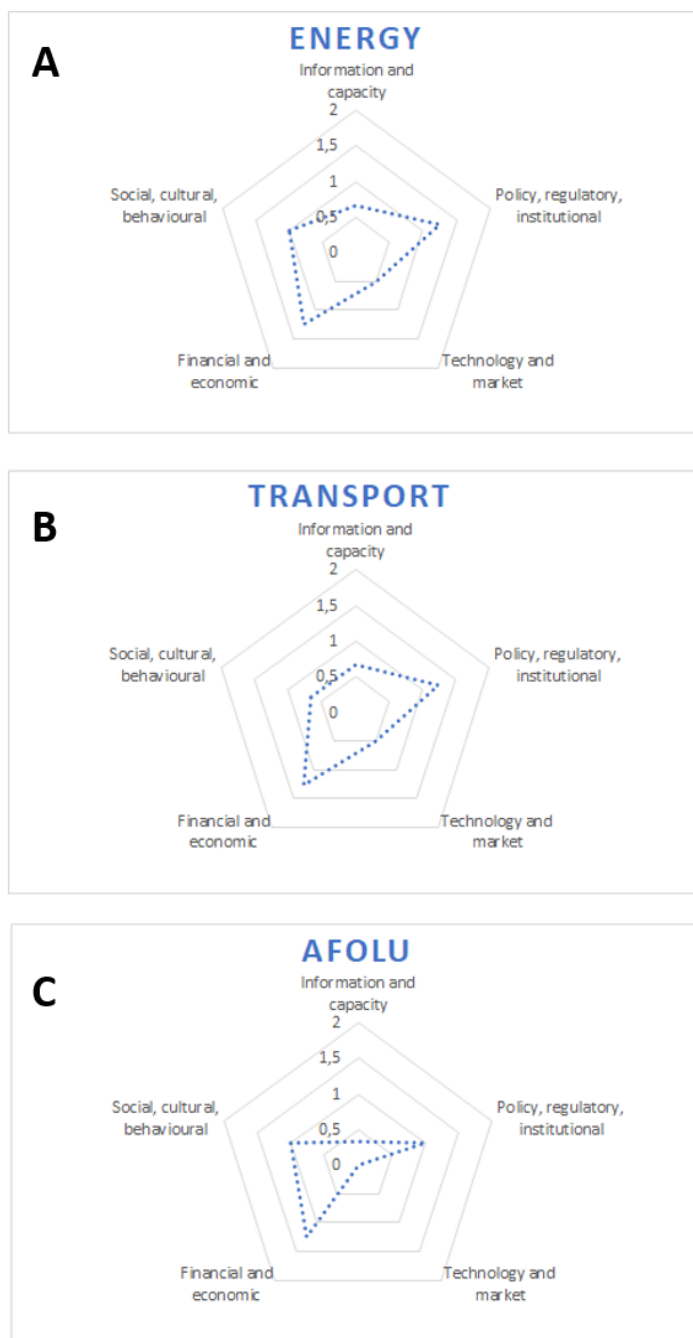 A
ENERGY
Information and
capacity
2
1,5
1
0,5
0
Social, cultural,
behavioural
Policy, regulatory,
institutional
Financial and
economic
Technology and
market
B
TRANSPORT
Information and
capacity
2
1,5
1
0,5
0
Social, cultural,
behavioural
Policy, regulatory,
institutional
Financial and
economic
Technology and
market
C
AFOLU
Information and
capacity
2
1,5
1
0,5
0
Social, cultural,
behavioural
Policy, regulatory,
institutional
Financial and
economic
Technology and
market